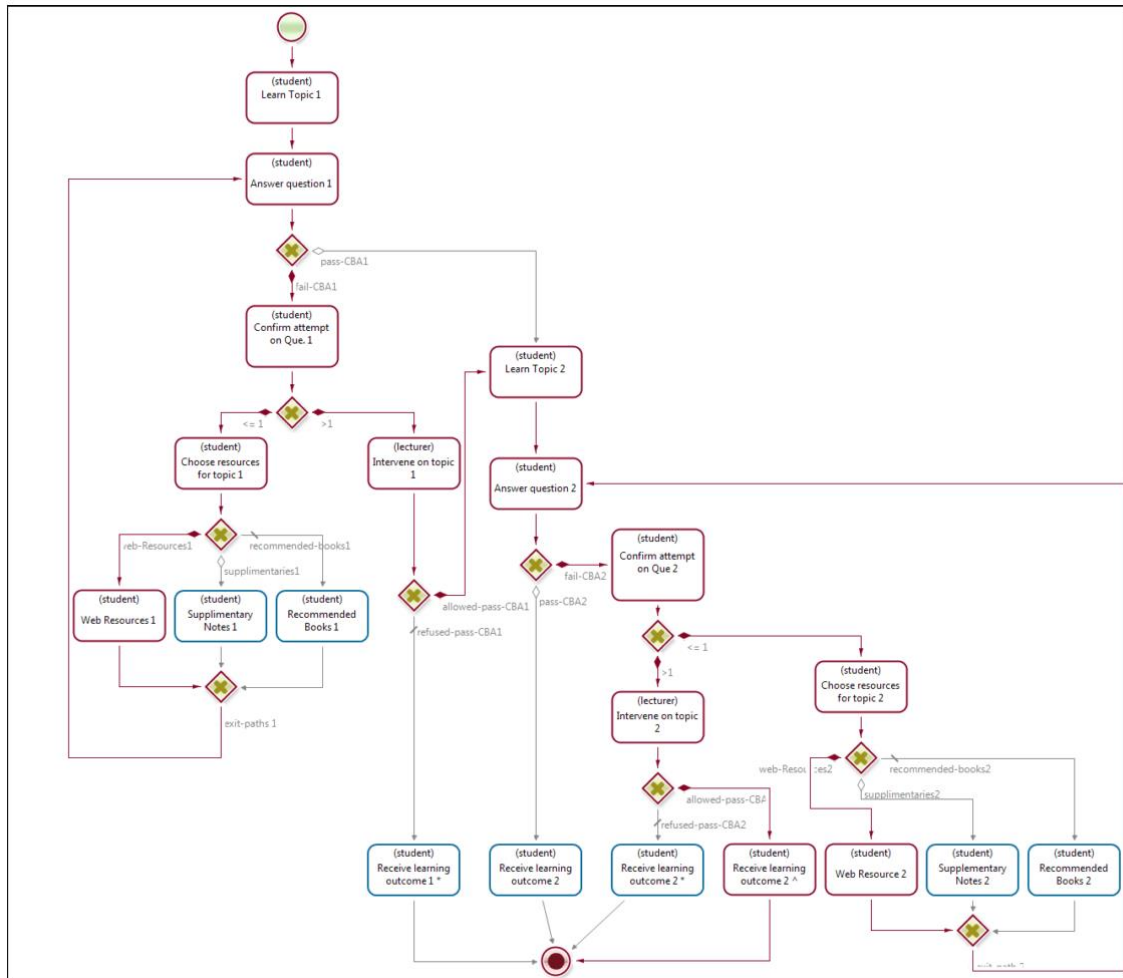 (student)
Learn Topic 1
(student)
Answer question 1
pass-CBA1
fail-CBA1
(student)
Confirm attempt
on Que. 1
<= 1
>1
(student)
Learn Topic 2
(student)
Choose resources
for topic 1
(lecturer)
Intervene on topic
1
(student)
Answer question 2
recommended-books1
supplimentaries1
(student)
Web Resources 1
(student)
Supplimentary
Notes 1
(student)
Recommended
Books 1
exit-paths 1
allowed-pass-CBA1
refused-pass-CBA1
fail-CBA2
pass-CBA2
(student)
Confirm attempt
on Que 2
<= 1
>1
(lecturer)
Intervene on topic
2
(student)
Choose resources
for topic 2
recommended-books2
supplimentaries2
allowed-pass-CBA
refused-pass-CBA2
(student)
Receive learning
outcome 1 *
(student)
Receive learning
outcome 2
(student)
Receive learning
outcome 2 *
(student)
Receive learning
outcome 2 ^
(student)
Web Resource 2
(student)
Supplementary
Notes 2
(student)
Recommended
Books 2